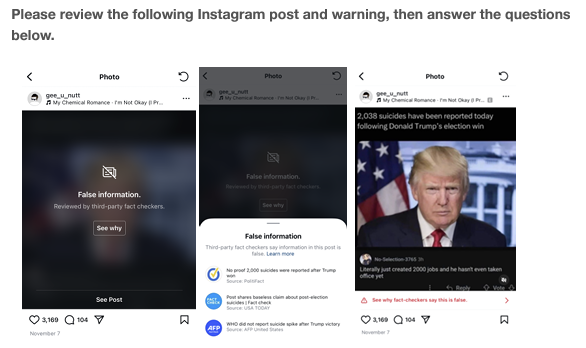 Please review the following Instagram post and warning, then answer the questions
below.
Photo
gee_u_nutt
My Chemical Romance · I'm Not Okay (I Pr...
False information.
Reviewed by third-party fact checkers.
See why
See Post
3,169
104
November 7
Photo
gee_u_nutt
My Chemical Romance · I'm Not Okay (I Pr...
False information.
Reviewed by third-party fact checkers.
See why
False information
Third-party fact checkers say information in this post is
false. Learn more
No proof 2,000 suicides were reported after Trump
won
Source: PolitiFact
FACT
CHECK
Post shares baseless claim about post-election
suicides | Fact check
Source: USA TODAY
AFP
WHO did not report suicide spike after Trump victory
Source: AFP United States
Photo
gee_u_nutt
My Chemical Romance · I'm Not Okay (I Pr...
2,038 suicides have been reported today
following Donald Trump's election win
No-Selection-3765 2h
Literally just created 2000 jobs and he hasn't even taken
office yet
Reply
Vote
See why fact-checkers say this is false.
3,169
104
November 7